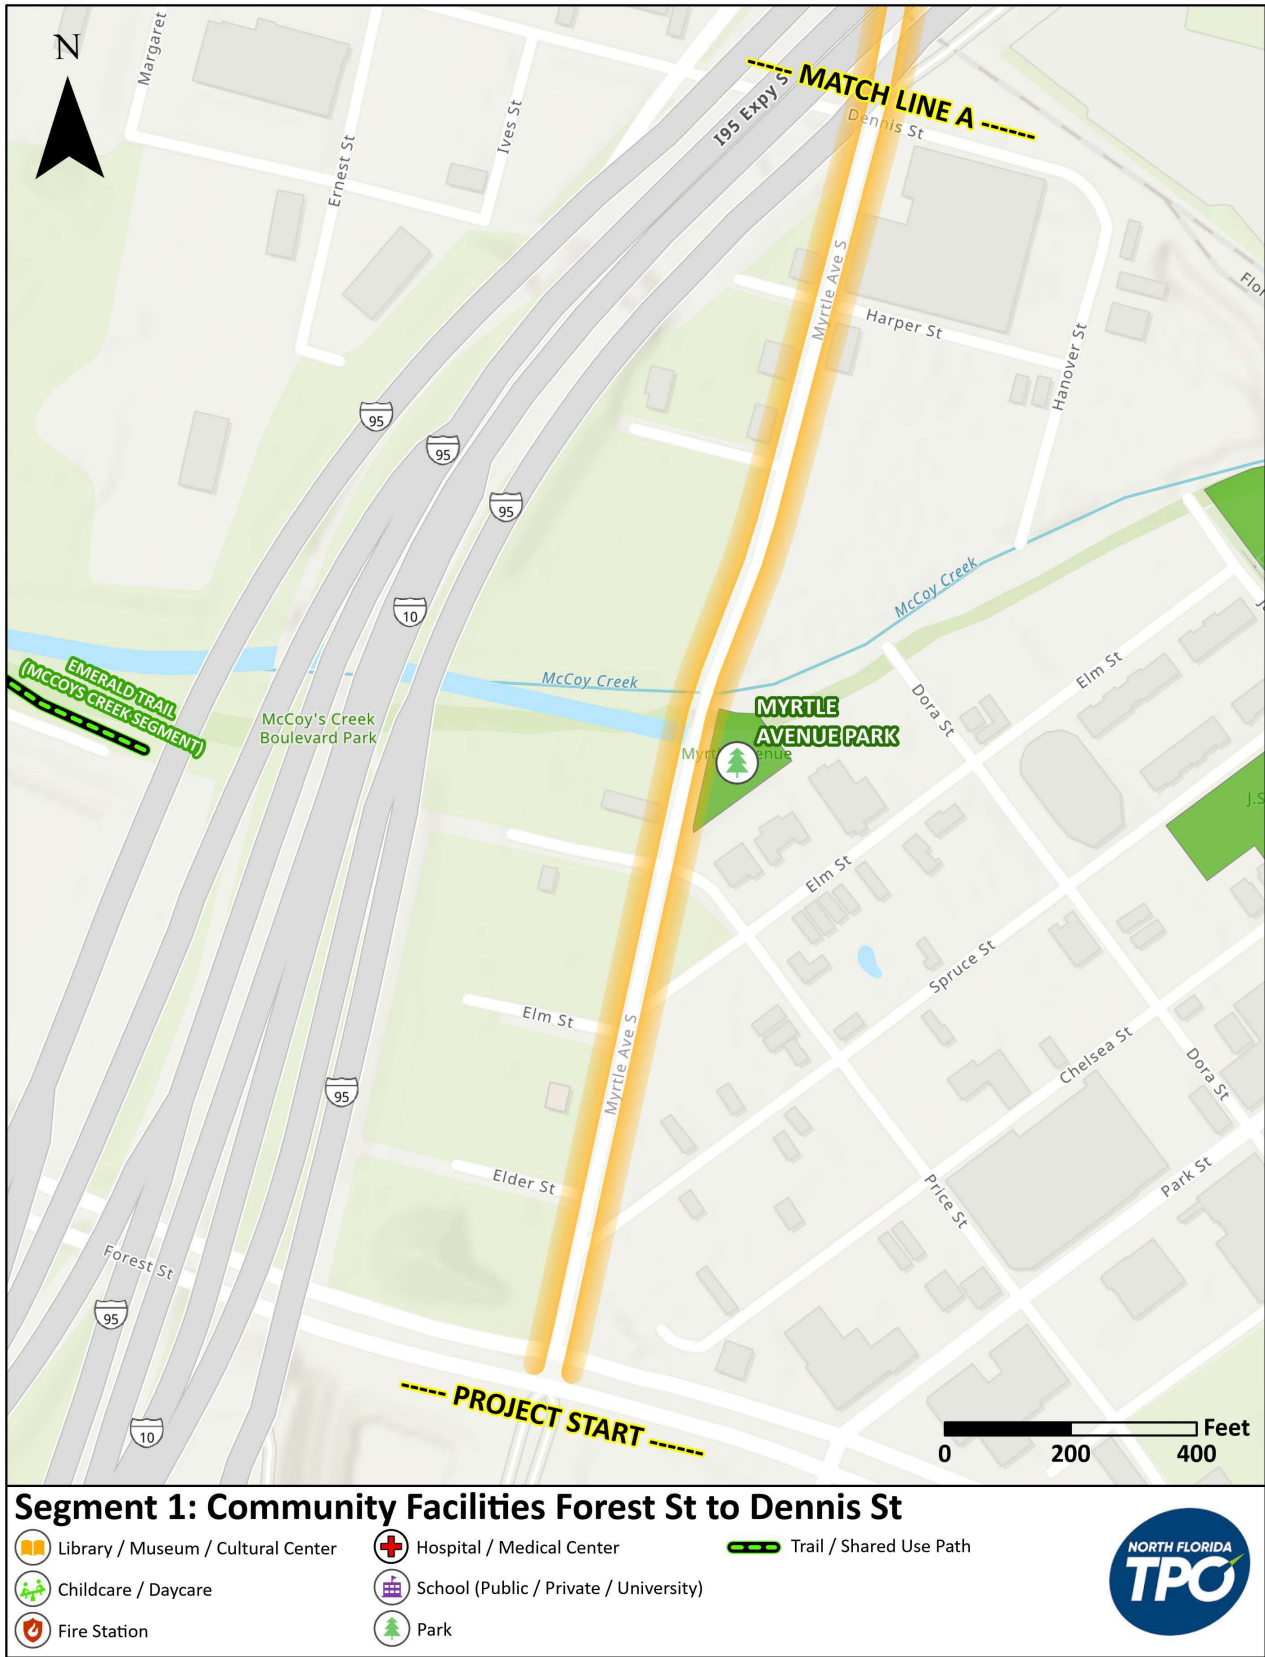 N
Margaret
Ernest St
Ives St
I95 Expy S
----- MATCH LINE A ------
Dennis St
Myrtle Ave S
Harper St
Hanover St
95
95
95
10
McCoy Creek
EMERALD TRAIL
(MCCOYS CREEK SEGMENT)
McCoy's Creek
Boulevard Park
McCoy Creek
MYRTLE
AVENUE PARK
Dora St
Elm St
J.S
Elm St
Spruce St
Elm St
Myrtle Ave S
Chelsea St
Dora St
95
Elder St
Price St
Park St
Forest St
95
10
----- PROJECT START ------
Feet
0 200 400
Segment 1: Community Facilities Forest St to Dennis St
Library / Museum / Cultural Center
Childcare / Daycare
Fire Station
Hospital / Medical Center
School (Public / Private / University)
Park
Trail / Shared Use Path
NORTH FLORIDA
TPO